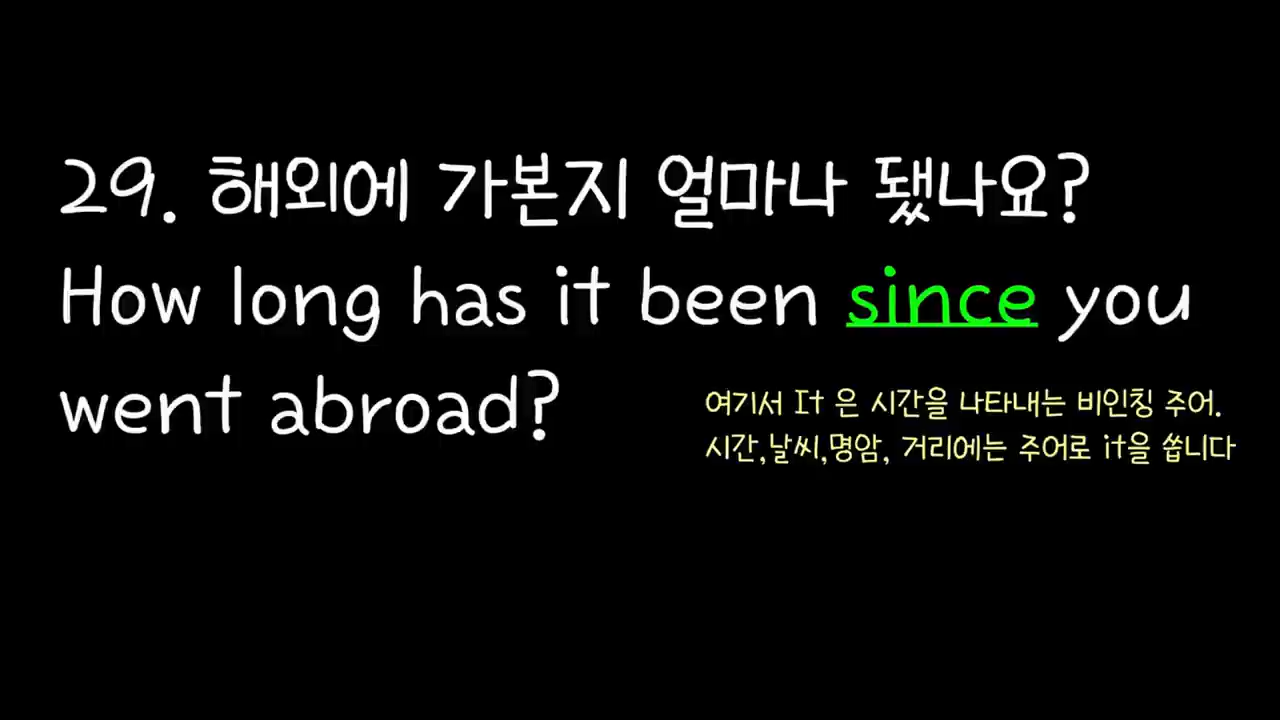 29. 해외에 가본지 얼마나 됐나요?
How long has it been since you
went abroad?
여기서 It 은 시간을 나타내는 비인칭 주어.
시간,날씨,명암, 거리에는 주어로 it을 씁니다